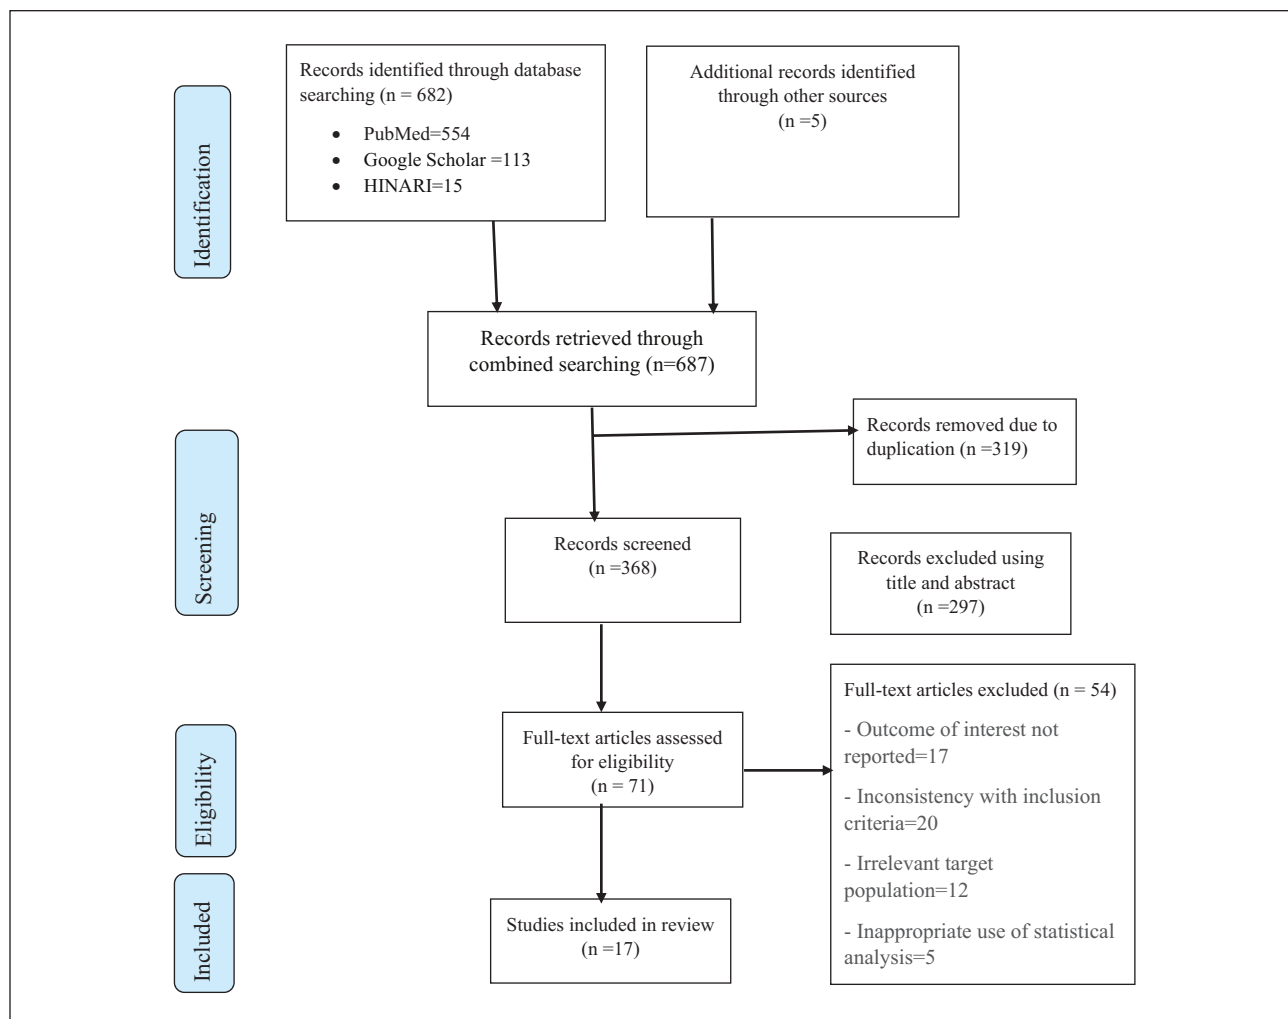 Identification
Records identified through database
searching (n = 682)
• PubMed=554
• Google Scholar =113
• HINARI=15
Additional records identified
through other sources
(n =5)
Records retrieved through
combined searching (n=687)
Screening
Records removed due to
duplication (n =319)
Records screened
(n =368)
Records excluded using
title and abstract
(n =297)
Eligibility
Full-text articles assessed
for eligibility
(n = 71)
Full-text articles excluded (n = 54)
- Outcome of interest not
reported=17
- Inconsistency with inclusion
criteria=20
- Irrelevant target
population=12
- Inappropriate use of statistical
analysis=5
Included
Studies included in review
(n =17)